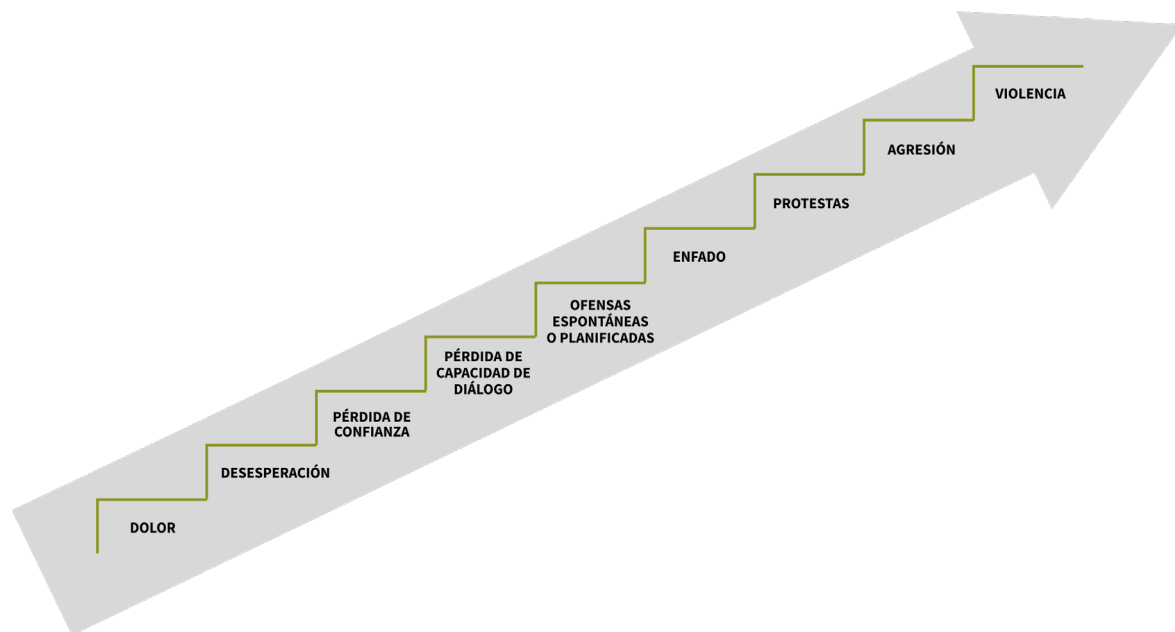 VIOLENCIA
AGRESIÓN
PROTESTAS
ENFADO
OFENSAS
ESPONTÁNEAS
O PLANIFICADAS
PÉRDIDA DE
CAPACIDAD DE
DIÁLOGO
PÉRDIDA DE
CONFIANZA
DESESPERACIÓN
DOLOR